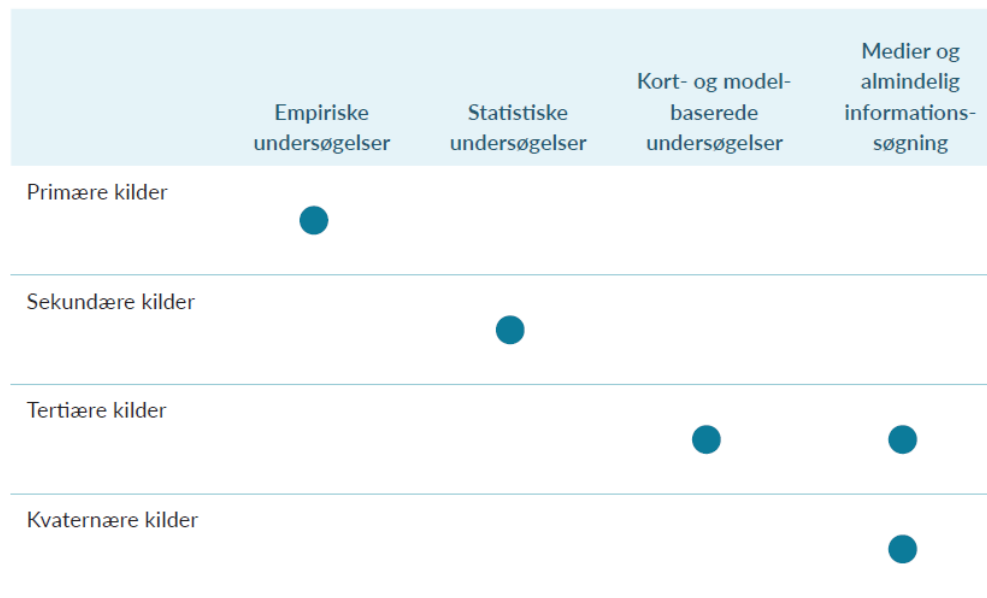 Empiriske
undersøgelser
Statistiske
undersøgelser
Kort- og model-
baserede
undersøgelser
Medier og
almindelig
informations-
søgning
Primære kilder
Sekundære kilder
Tertiære kilder
Kvaternære kilder